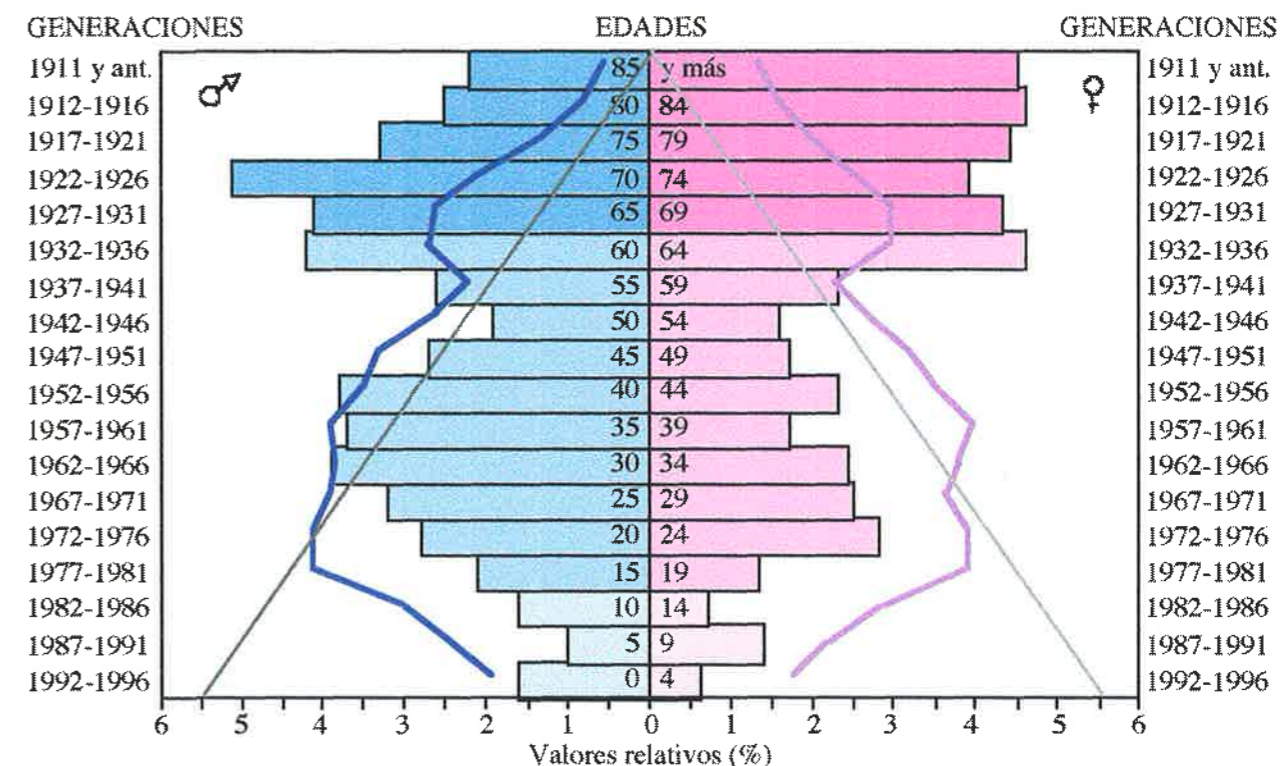 GENERACIONES EDADES GENERACIONES
1911 y ant. 85 y más 1911 y ant.
1912-1916 80 84 1912-1916
1917-1921 75 79 1917-1921
1922-1926 70 74 1922-1926
1927-1931 65 69 1927-1931
1932-1936 60 64 1932-1936
1937-1941 55 59 1937-1941
1942-1946 50 54 1942-1946
1947-1951 45 49 1947-1951
1952-1956 40 44 1952-1956
1957-1961 35 39 1957-1961
1962-1966 30 34 1962-1966
1967-1971 25 29 1967-1971
1972-1976 20 24 1972-1976
1977-1981 15 19 1977-1981
1982-1986 10 14 1982-1986
1987-1991 5 9 1987-1991
1992-1996 0 4 1992-1996
6 5 4 3 2 1 0 1 2 3 4 5 6
Valores relativos (%)